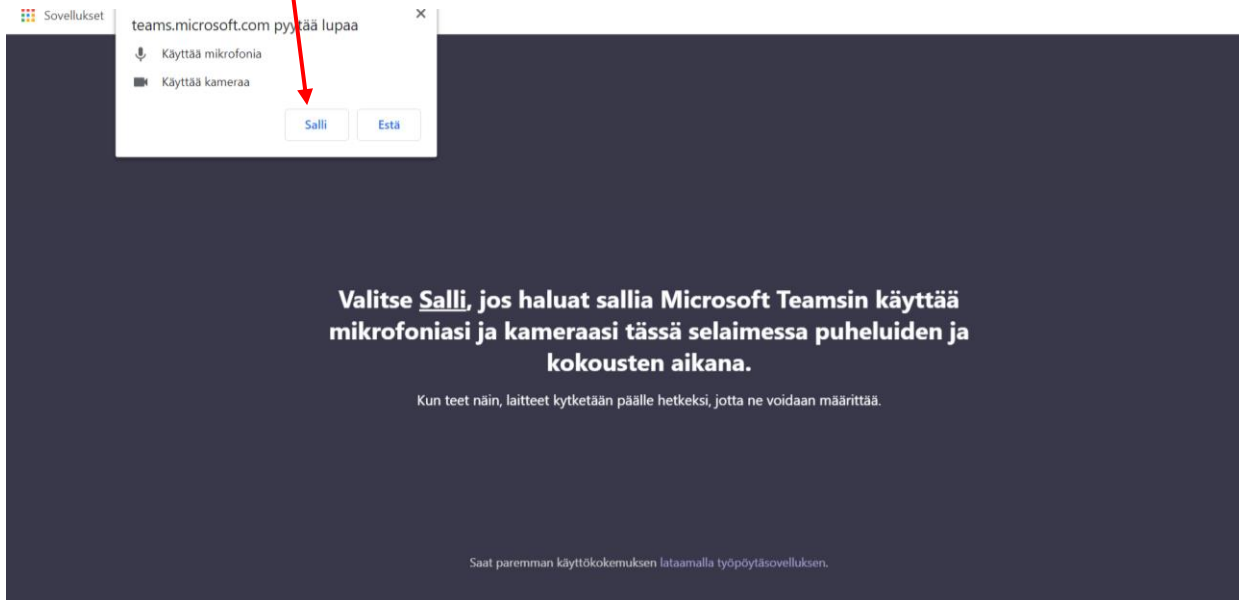 Sovellukset
teams.microsoft.com pyytää lupaa
Käyttää mikrofonia
Käyttää kameraa
Salli Estä
Valitse Salli, jos haluat sallia Microsoft Teamsin käyttää
mikrofoniasi ja kameraasi tässä selaimessa puheluiden ja
kokousten aikana.
Kun teet näin, laitteet kytketään päälle hetkeksi, jotta ne voidaan määrittää.
Saat paremman käyttökokemuksen lataamalla työpöytäsovelluksen.